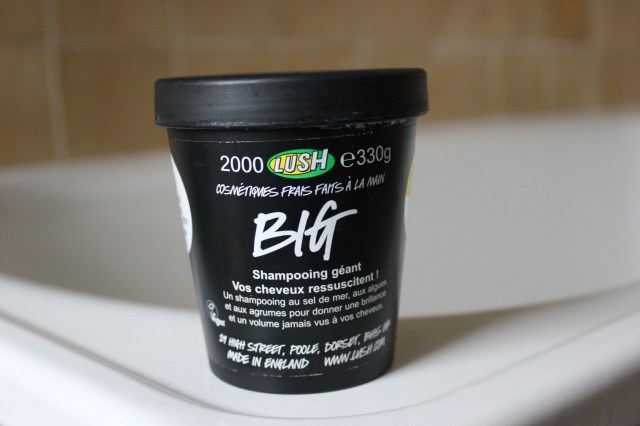 2000 LUSH e330g
COSMÉTIQUES FRAIS FAITS À LA MAIN
BIG
Shampooing géant
Vos cheveux ressuscitent !
Un shampooing au sel de mer, aux algues
et aux agrumes pour donner une brillance
et un volume jamais vus à vos cheveux.
29 HIGH STREET, POOLE, DORSET, BH15
MADE IN ENGLAND WWW.LUSH.COM